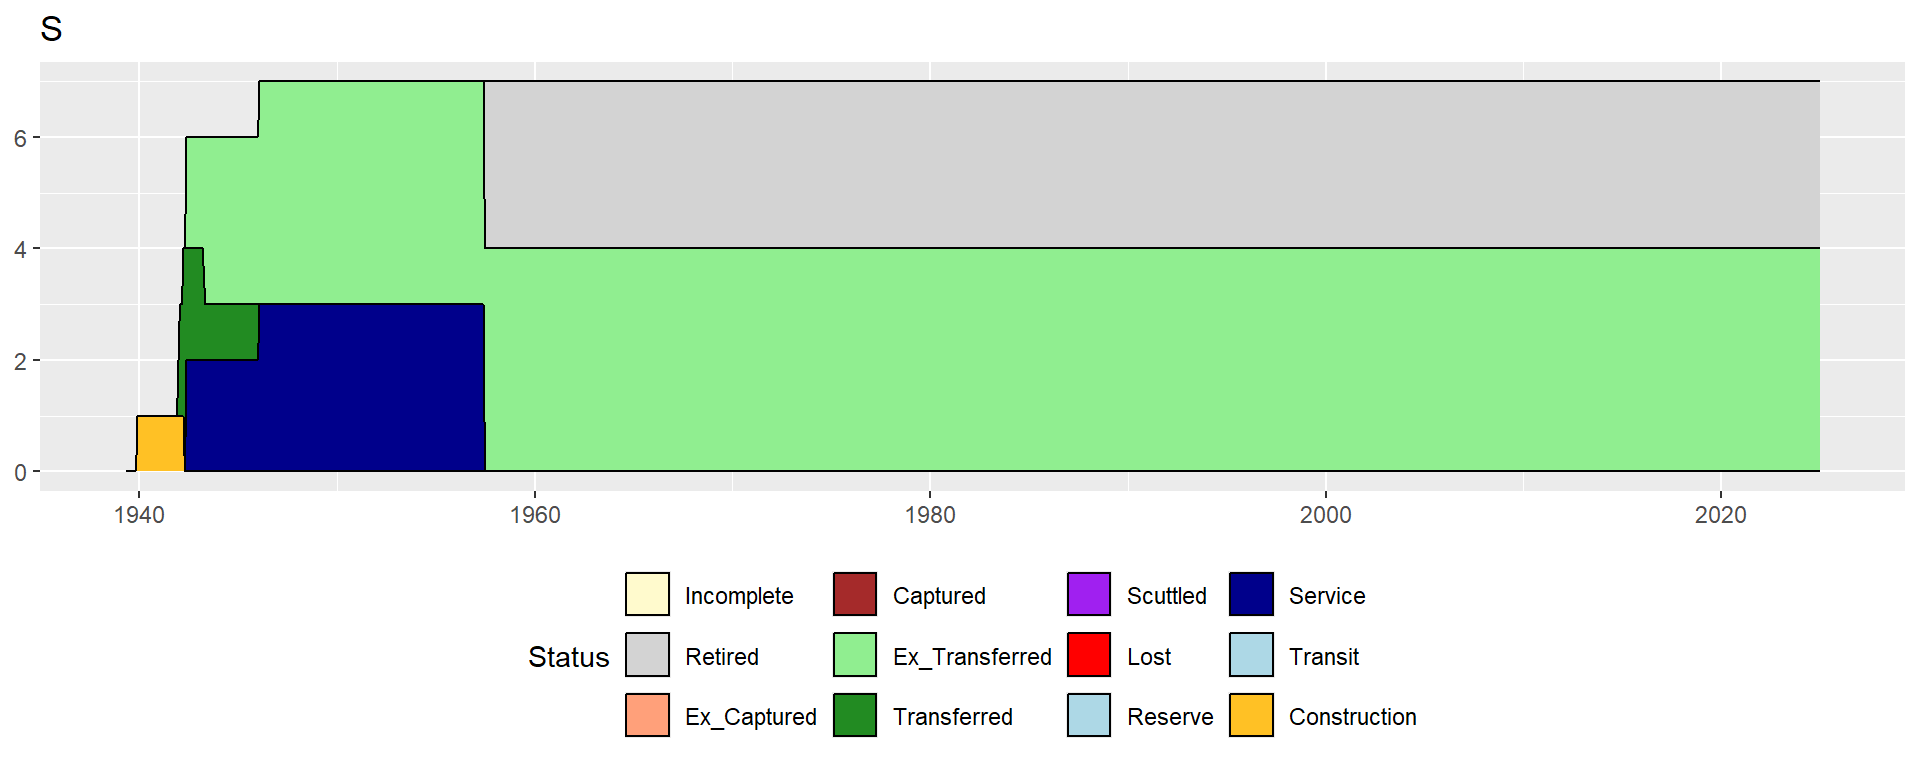 S
6
4
2
0
1940 1960 1980 2000 2020
Incomplete Captured Scuttled Service
Status Retired Ex_Transferred Lost Transit
Ex_Captured Transferred Reserve Construction